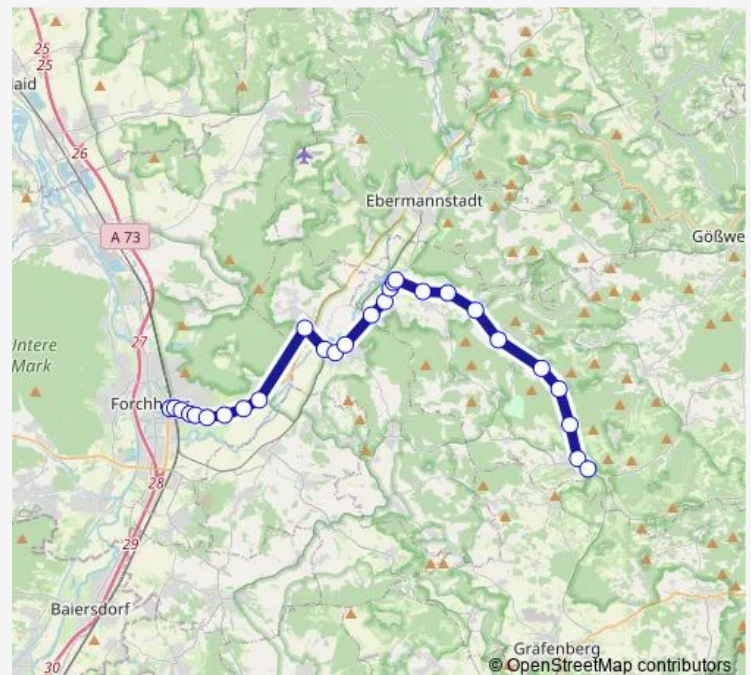 25
25
aid
26
Ebermannstadt
Gößwe
A 73
27
Untere
Mark
Forchh
28
29
Baiersdorf
30
Gräfenberg
© OpenStreetMap contributors